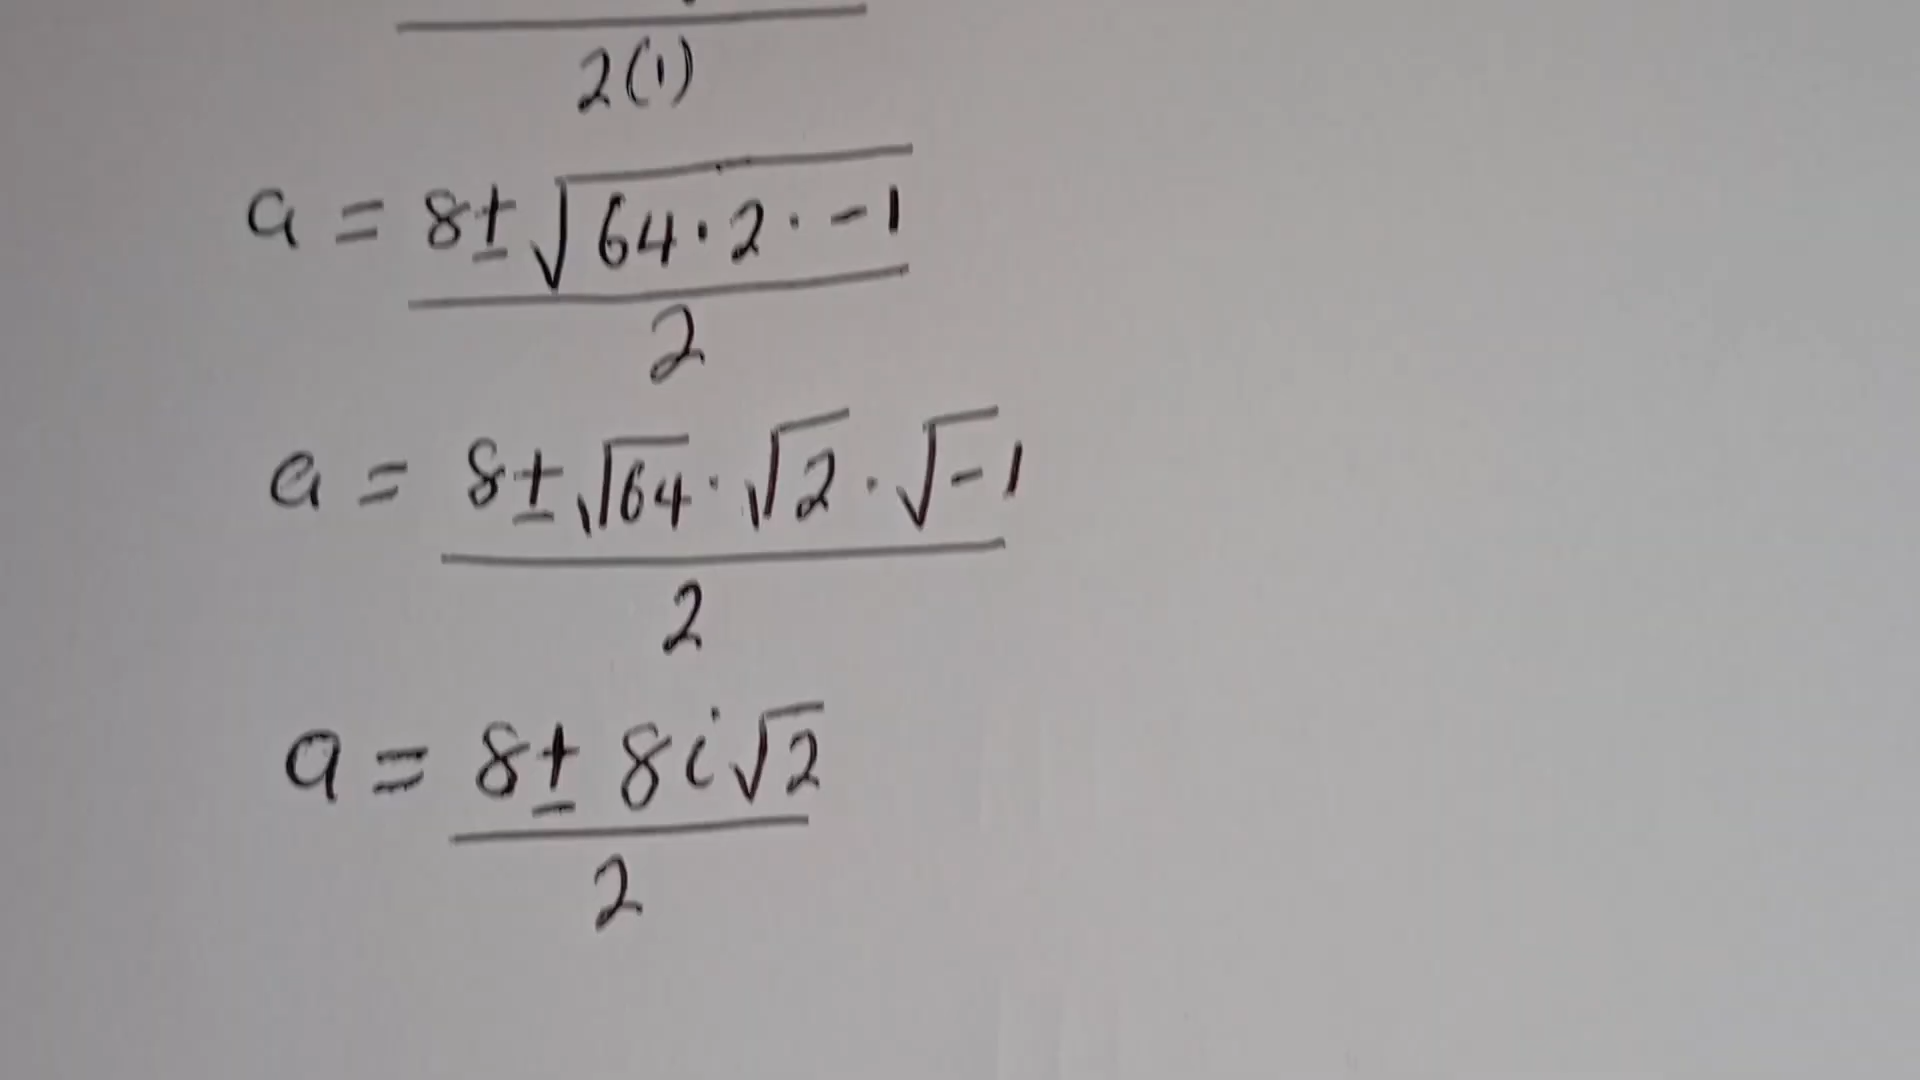 2(1)
a = 8± √64·2·-1
2
a = 8± √64 · √2 · √-1
2
a = 8± 8i√2
2